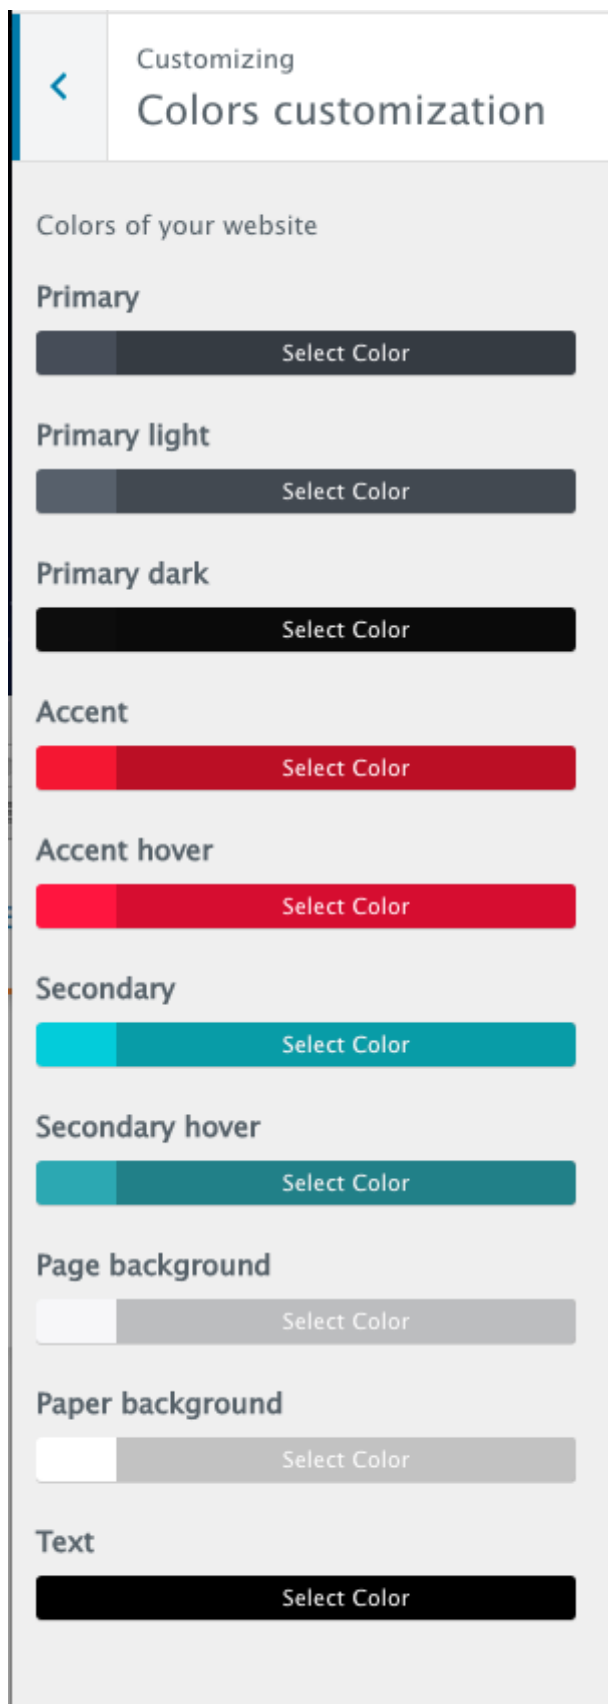 Customizing
Colors customization
Colors of your website
Primary
Select Color
Primary light
Select Color
Primary dark
Select Color
Accent
Select Color
Accent hover
Select Color
Secondary
Select Color
Secondary hover
Select Color
Page background
Select Color
Paper background
Select Color
Text
Select Color